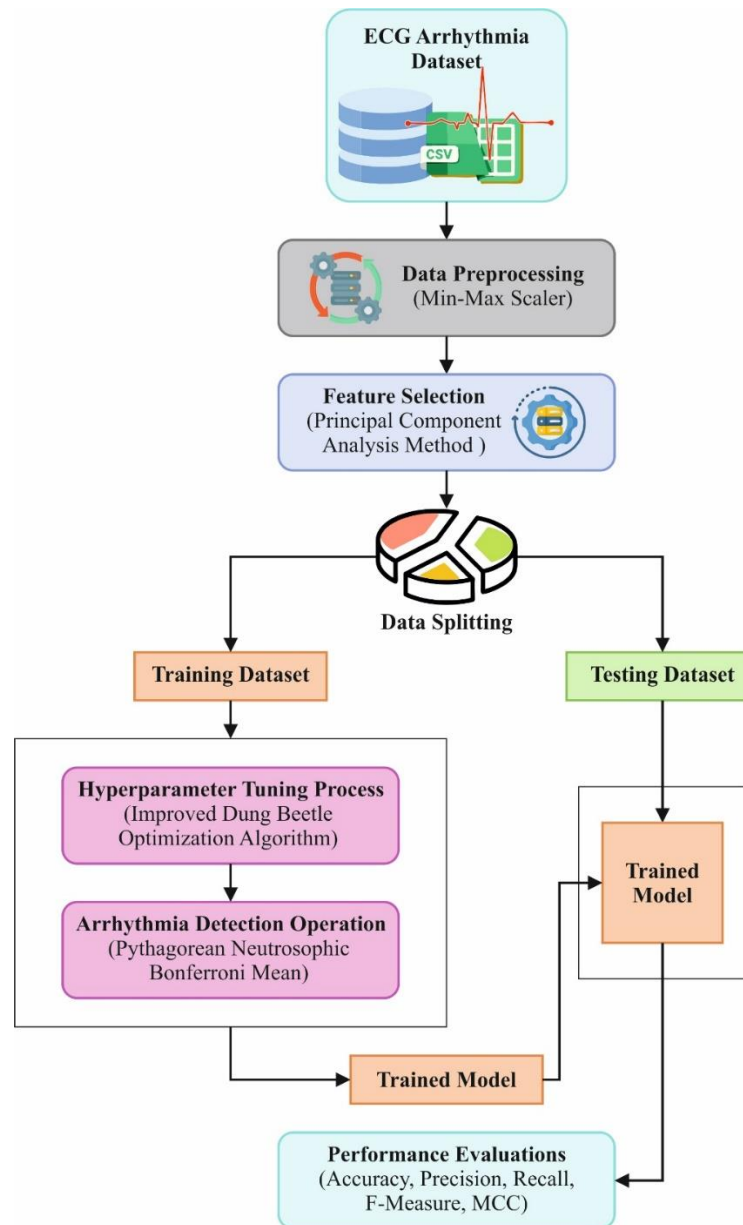 ECG Arrhythmia
Dataset
CSV
Data Preprocessing
(Min-Max Scaler)
Feature Selection
(Principal Component
Analysis Method )
Data Splitting
Training Dataset
Testing Dataset
Hyperparameter Tuning Process
(Improved Dung Beetle
Optimization Algorithm)
Arrhythmia Detection Operation
(Pythagorean Neutrosophic
Bonferroni Mean)
Trained
Model
Trained Model
Performance Evaluations
(Accuracy, Precision, Recall,
F-Measure, MCC)